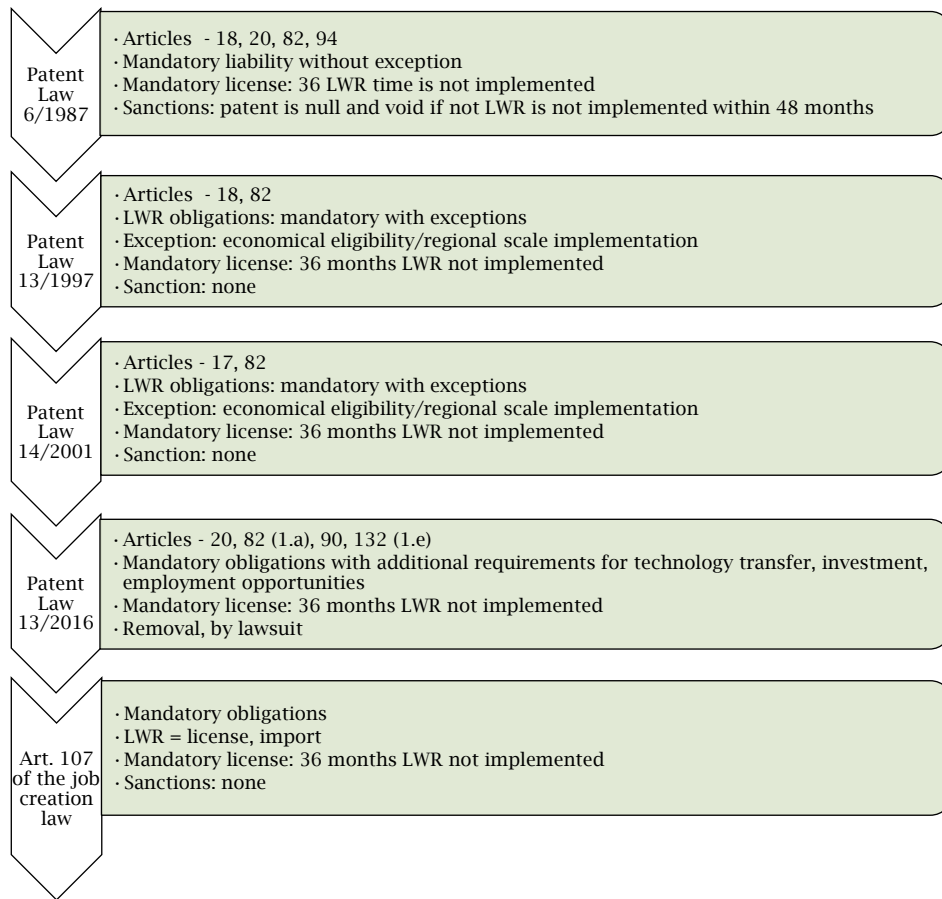 Patent
Law
6/1987
· Articles - 18, 20, 82, 94
· Mandatory liability without exception
· Mandatory license: 36 LWR time is not implemented
· Sanctions: patent is null and void if not LWR is not implemented within 48 months
Patent
Law
13/1997
· Articles - 18, 82
· LWR obligations: mandatory with exceptions
· Exception: economical eligibility/regional scale implementation
· Mandatory license: 36 months LWR not implemented
· Sanction: none
Patent
Law
14/2001
· Articles - 17, 82
· LWR obligations: mandatory with exceptions
· Exception: economical eligibility/regional scale implementation
· Mandatory license: 36 months LWR not implemented
· Sanction: none
Patent
Law
13/2016
· Articles - 20, 82 (1.a), 90, 132 (1.e)
· Mandatory obligations with additional requirements for technology transfer, investment,
employment opportunities
· Mandatory license: 36 months LWR not implemented
· Removal, by lawsuit
Art. 107
of the job
creation
law
· Mandatory obligations
· LWR = license, import
· Mandatory license: 36 months LWR not implemented
· Sanctions: none